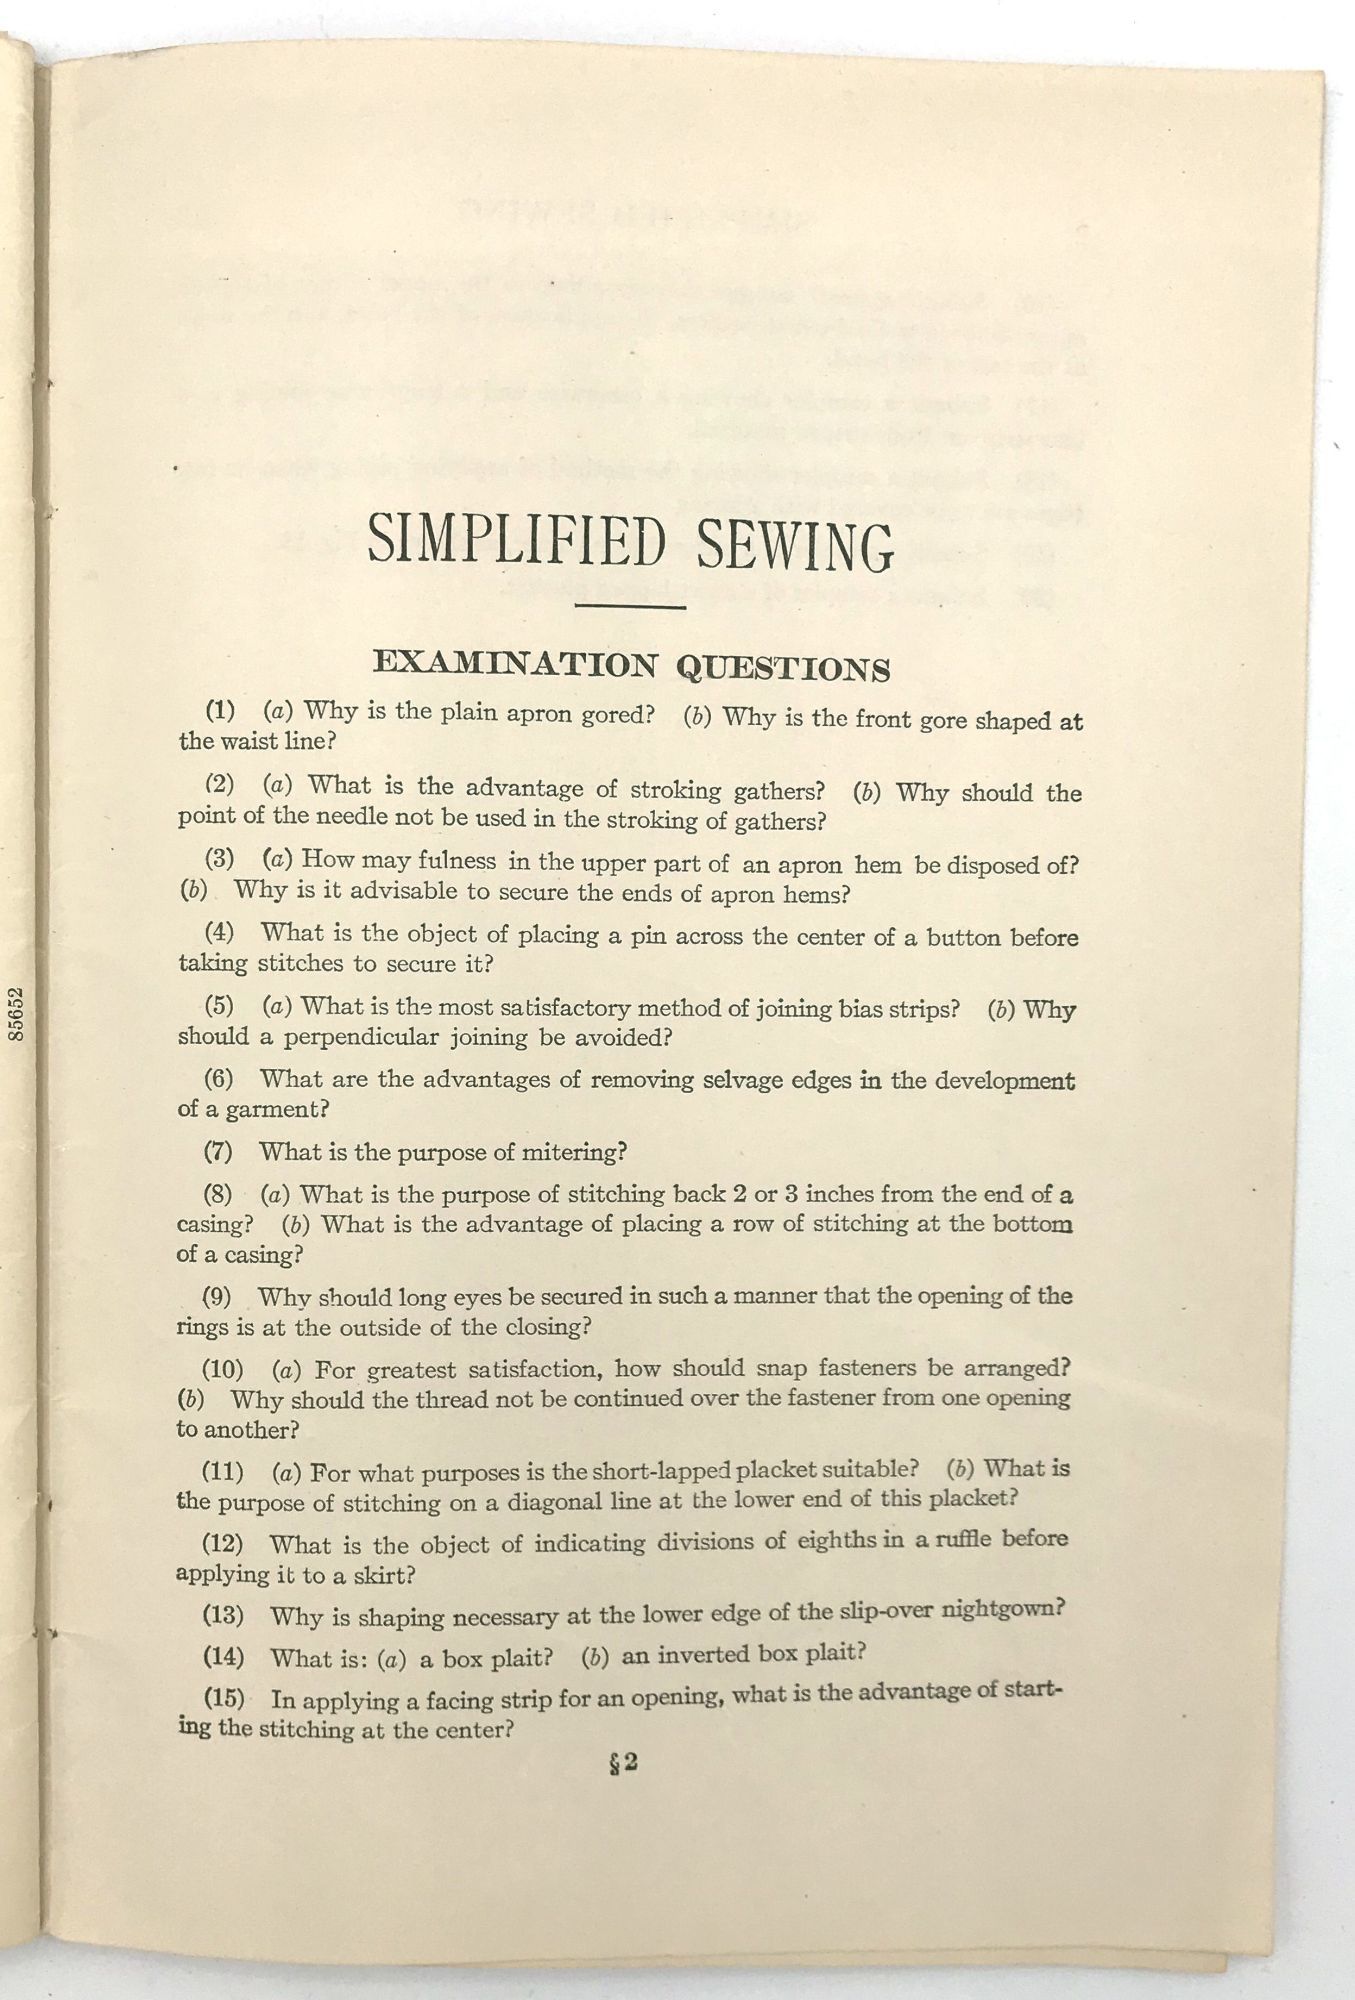 SIMPLIFIED SEWING
EXAMINATION QUESTIONS
(1) (a) Why is the plain apron gored? (b) Why is the front gore shaped at
the waist line?
(2) (a) What is the advantage of stroking gathers? (b) Why should the
point of the needle not be used in the stroking of gathers?
(3) (a) How may fulness in the upper part of an apron hem be disposed of?
(b) Why is it advisable to secure the ends of apron hems?
(4) What is the object of placing a pin across the center of a button before
taking stitches to secure it?
(5) (a) What is the most satisfactory method of joining bias strips? (b) Why
should a perpendicular joining be avoided?
(6) What are the advantages of removing selvage edges in the development
of a garment?
(7) What is the purpose of mitering?
(8) (a) What is the purpose of stitching back 2 or 3 inches from the end of a
casing? (b) What is the advantage of placing a row of stitching at the bottom
of a casing?
(9) Why should long eyes be secured in such a manner that the opening of the
rings is at the outside of the closing?
(10) (a) For greatest satisfaction, how should snap fasteners be arranged?
(b) Why should the thread not be continued over the fastener from one opening
to another?
(11) (a) For what purposes is the short-lapped placket suitable? (b) What is
the purpose of stitching on a diagonal line at the lower end of this placket?
(12) What is the object of indicating divisions of eighths in a ruffle before
applying it to a skirt?
(13) Why is shaping necessary at the lower edge of the slip-over nightgown?
(14) What is: (a) a box plait? (b) an inverted box plait?
(15) In applying a facing strip for an opening, what is the advantage of start-
ing the stitching at the center?
§ 2
85652